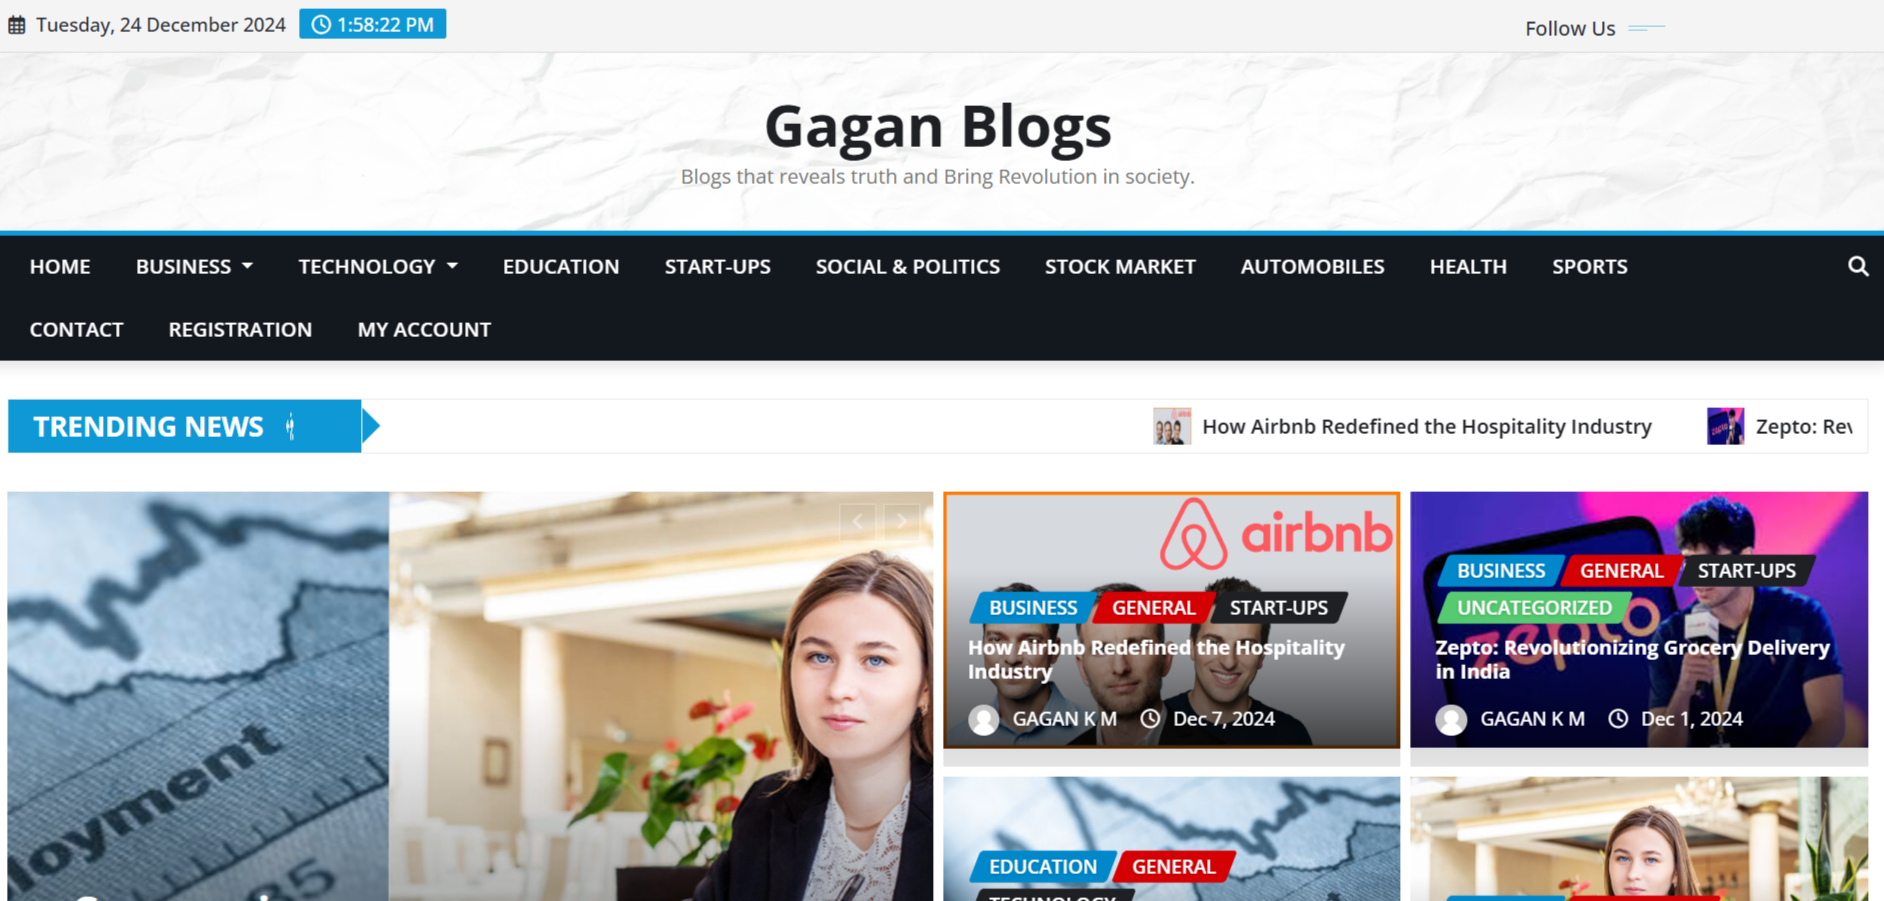 Tuesday, 24 December 2024 1:58:22 PM
Follow Us
Gagan Blogs
Blogs that reveals truth and Bring Revolution in society.
HOME BUSINESS TECHNOLOGY EDUCATION START-UPS SOCIAL & POLITICS STOCK MARKET AUTOMOBILES HEALTH SPORTS
CONTACT REGISTRATION MY ACCOUNT
TRENDING NEWS
How Airbnb Redefined the Hospitality Industry
Zepto:
loyment
85
airbnb
BUSINESS GENERAL START-UPS
How Airbnb Redefined the Hospitality
Industry
GAGAN K M Dec 7, 2024
BUSINESS GENERAL START-UPS
UNCATEGORIZED
zepto
Zepto: Revolutionizing Grocery Delivery
in India
GAGAN K M Dec 1, 2024
EDUCATION GENERAL
TECHNOLOGY